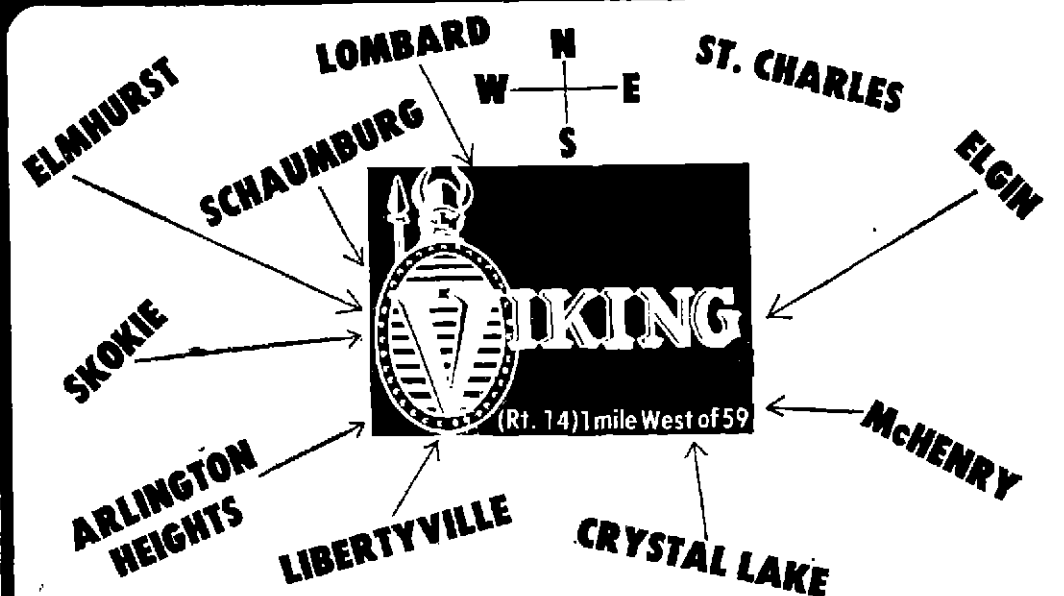 LOMBARD
N
W E
S
ST. CHARLES
ELMHURST
SCHAUMBURG
ELGIN
VIKING
SKOKIE
(Rt. 14) 1 mile West of 59
McHENRY
ARLINGTON
HEIGHTS
LIBERTYVILLE
CRYSTAL LAKE